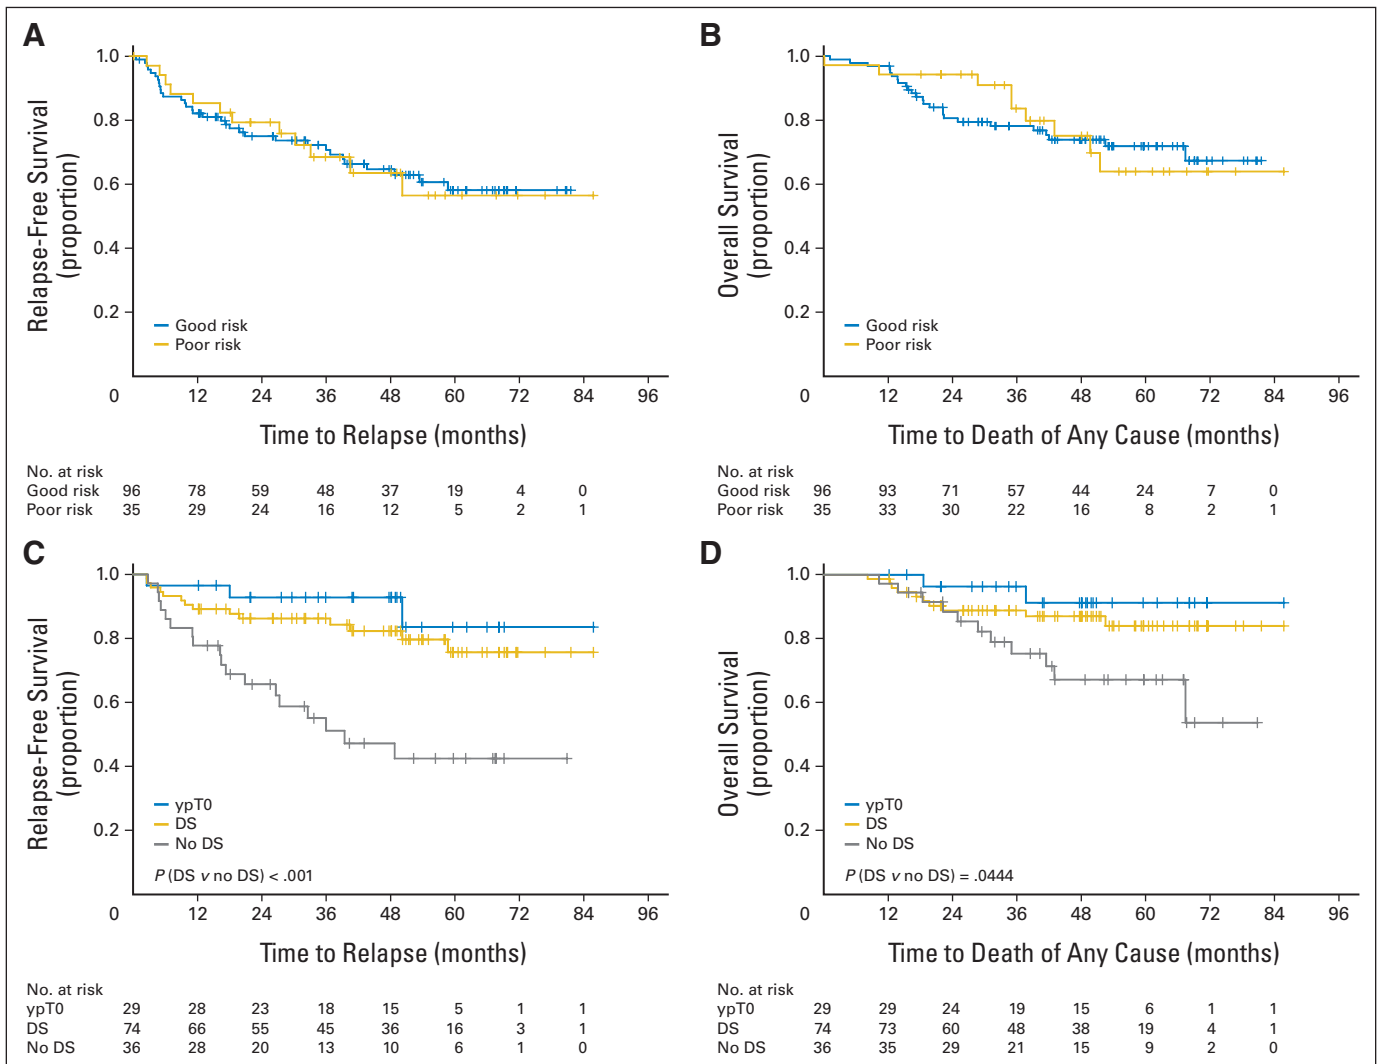 A
1.0
0.8
0.6
0.4
0.2
Relapse-Free Survival
(proportion)
Good risk
Poor risk
0 12 24 36 48 60 72 84 96
Time to Relapse (months)
No. at risk
Good risk 96 78 59 48 37 19 4 0
Poor risk 35 29 24 16 12 5 2 1
B
1.0
0.8
0.6
0.4
0.2
Overall Survival
(proportion)
Good risk
Poor risk
0 12 24 36 48 60 72 84 96
Time to Death of Any Cause (months)
No. at risk
Good risk 96 93 71 57 44 24 7 0
Poor risk 35 33 30 22 16 8 2 1
C
1.0
0.8
0.6
0.4
0.2
Relapse-Free Survival
(proportion)
ypT0
DS
No DS
P (DS v no DS) < .001
0 12 24 36 48 60 72 84 96
Time to Relapse (months)
No. at risk
ypT0 29 28 23 18 15 5 1 1
DS 74 66 55 45 36 16 3 1
No DS 36 28 20 13 10 6 1 0
D
1.0
0.8
0.6
0.4
0.2
Overall Survival
(proportion)
ypT0
DS
No DS
P (DS v no DS) = .0444
0 12 24 36 48 60 72 84 96
Time to Death of Any Cause (months)
No. at risk
ypT0 29 29 24 19 15 6 1 1
DS 74 73 60 48 38 19 4 1
No DS 36 35 29 21 15 9 2 0